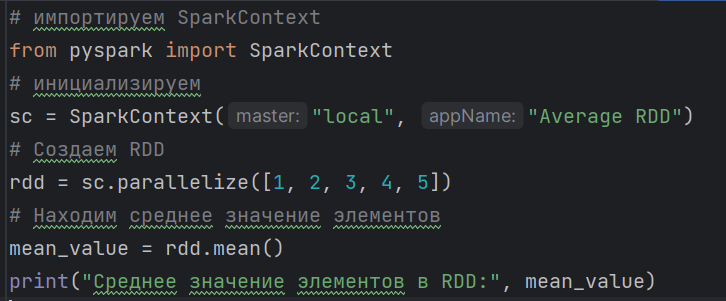 # импортируем SparkContext
from pyspark import SparkContext
# инициализируем
sc = SparkContext( master: "local", appName: "Average RDD")
# Создаем RDD
rdd = sc.parallelize([1, 2, 3, 4, 5])
# Находим среднее значение элементов
mean_value = rdd.mean()
print("Среднее значение элементов в RDD:", mean_value)